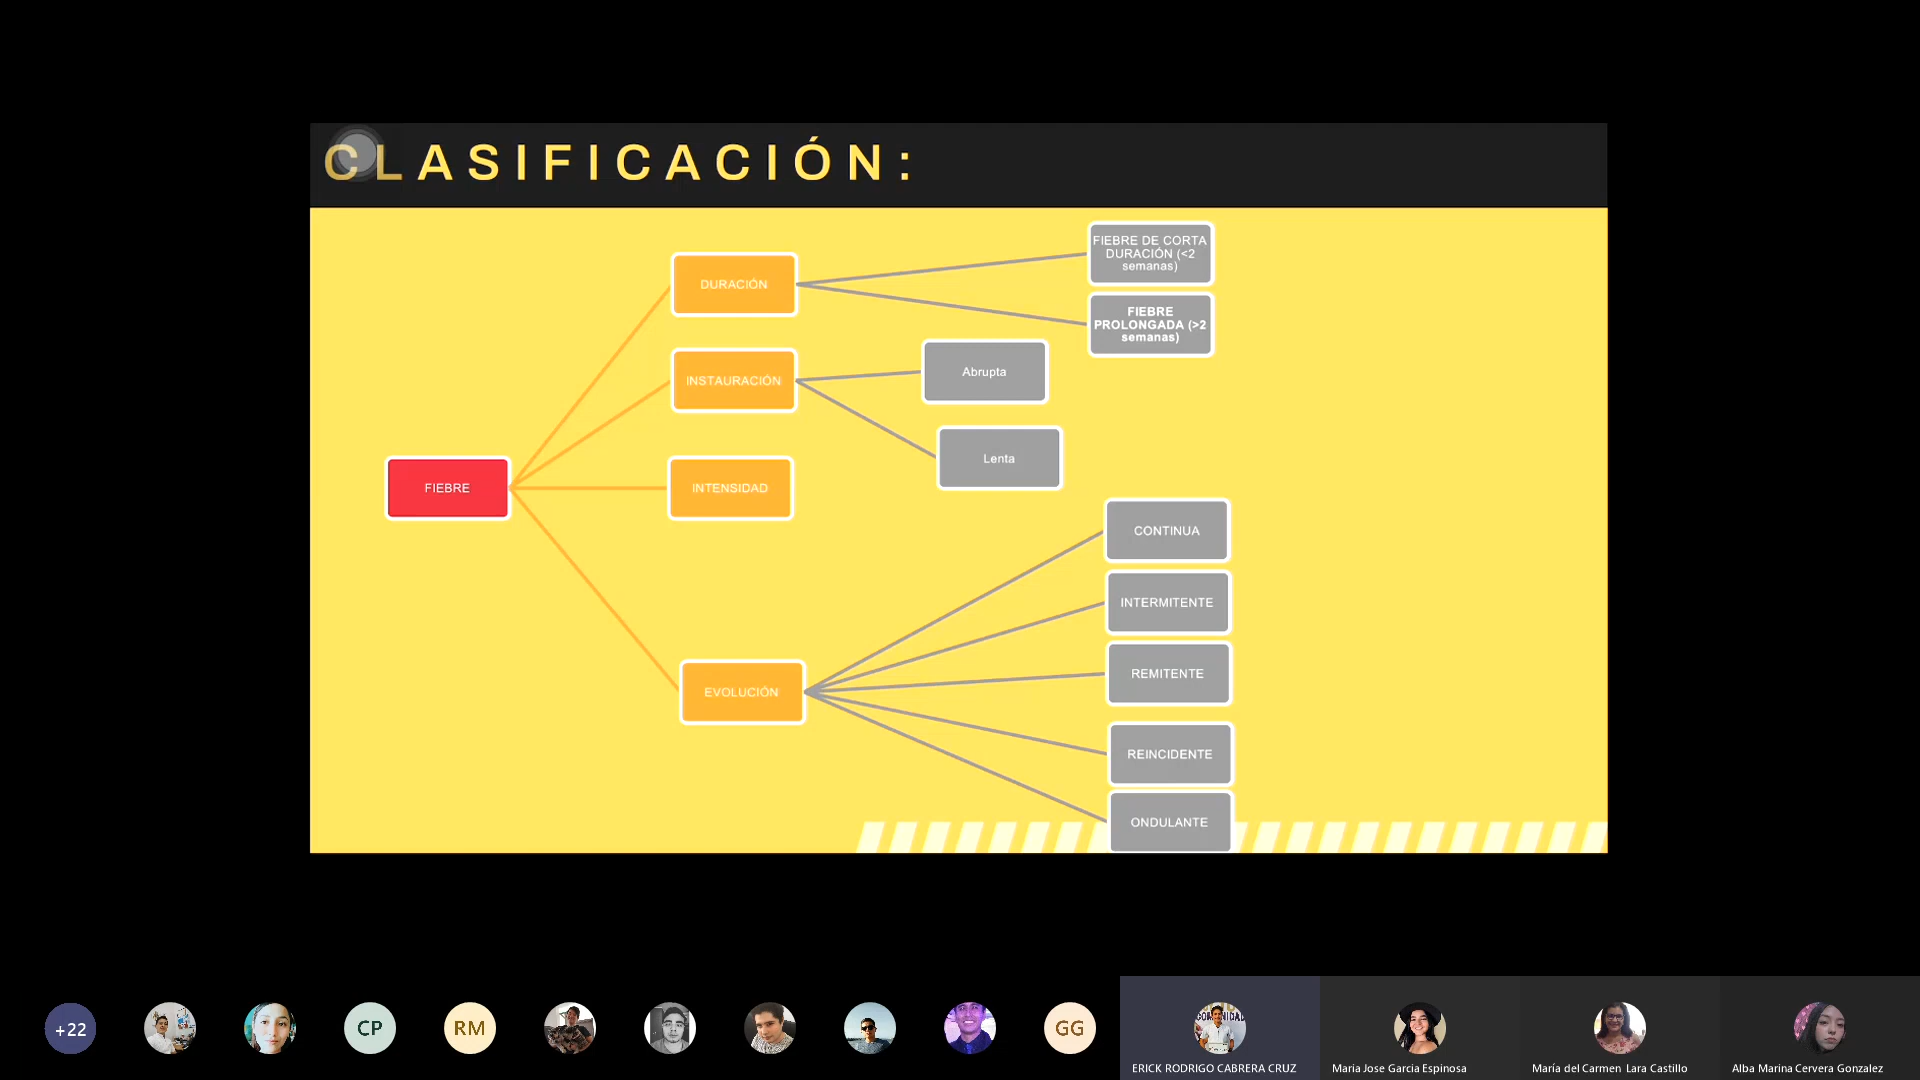 CLASIFICACIÓN:
FIEBRE DE CORTA
DURACIÓN (<2
semanas)
DURACIÓN
FIEBRE
PROLONGADA (>2
semanas)
INSTAURACIÓN
Abrupta
Lenta
FIEBRE
INTENSIDAD
CONTINUA
INTERMITENTE
REMITENTE
EVOLUCIÓN
REINCIDENTE
ONDULANTE
+22
CP
RM
GG
ERICK RODRIGO CABRERA CRUZ
Maria Jose Garcia Espinosa
María del Carmen Lara Castillo
Alba Marina Cervera Gonzalez